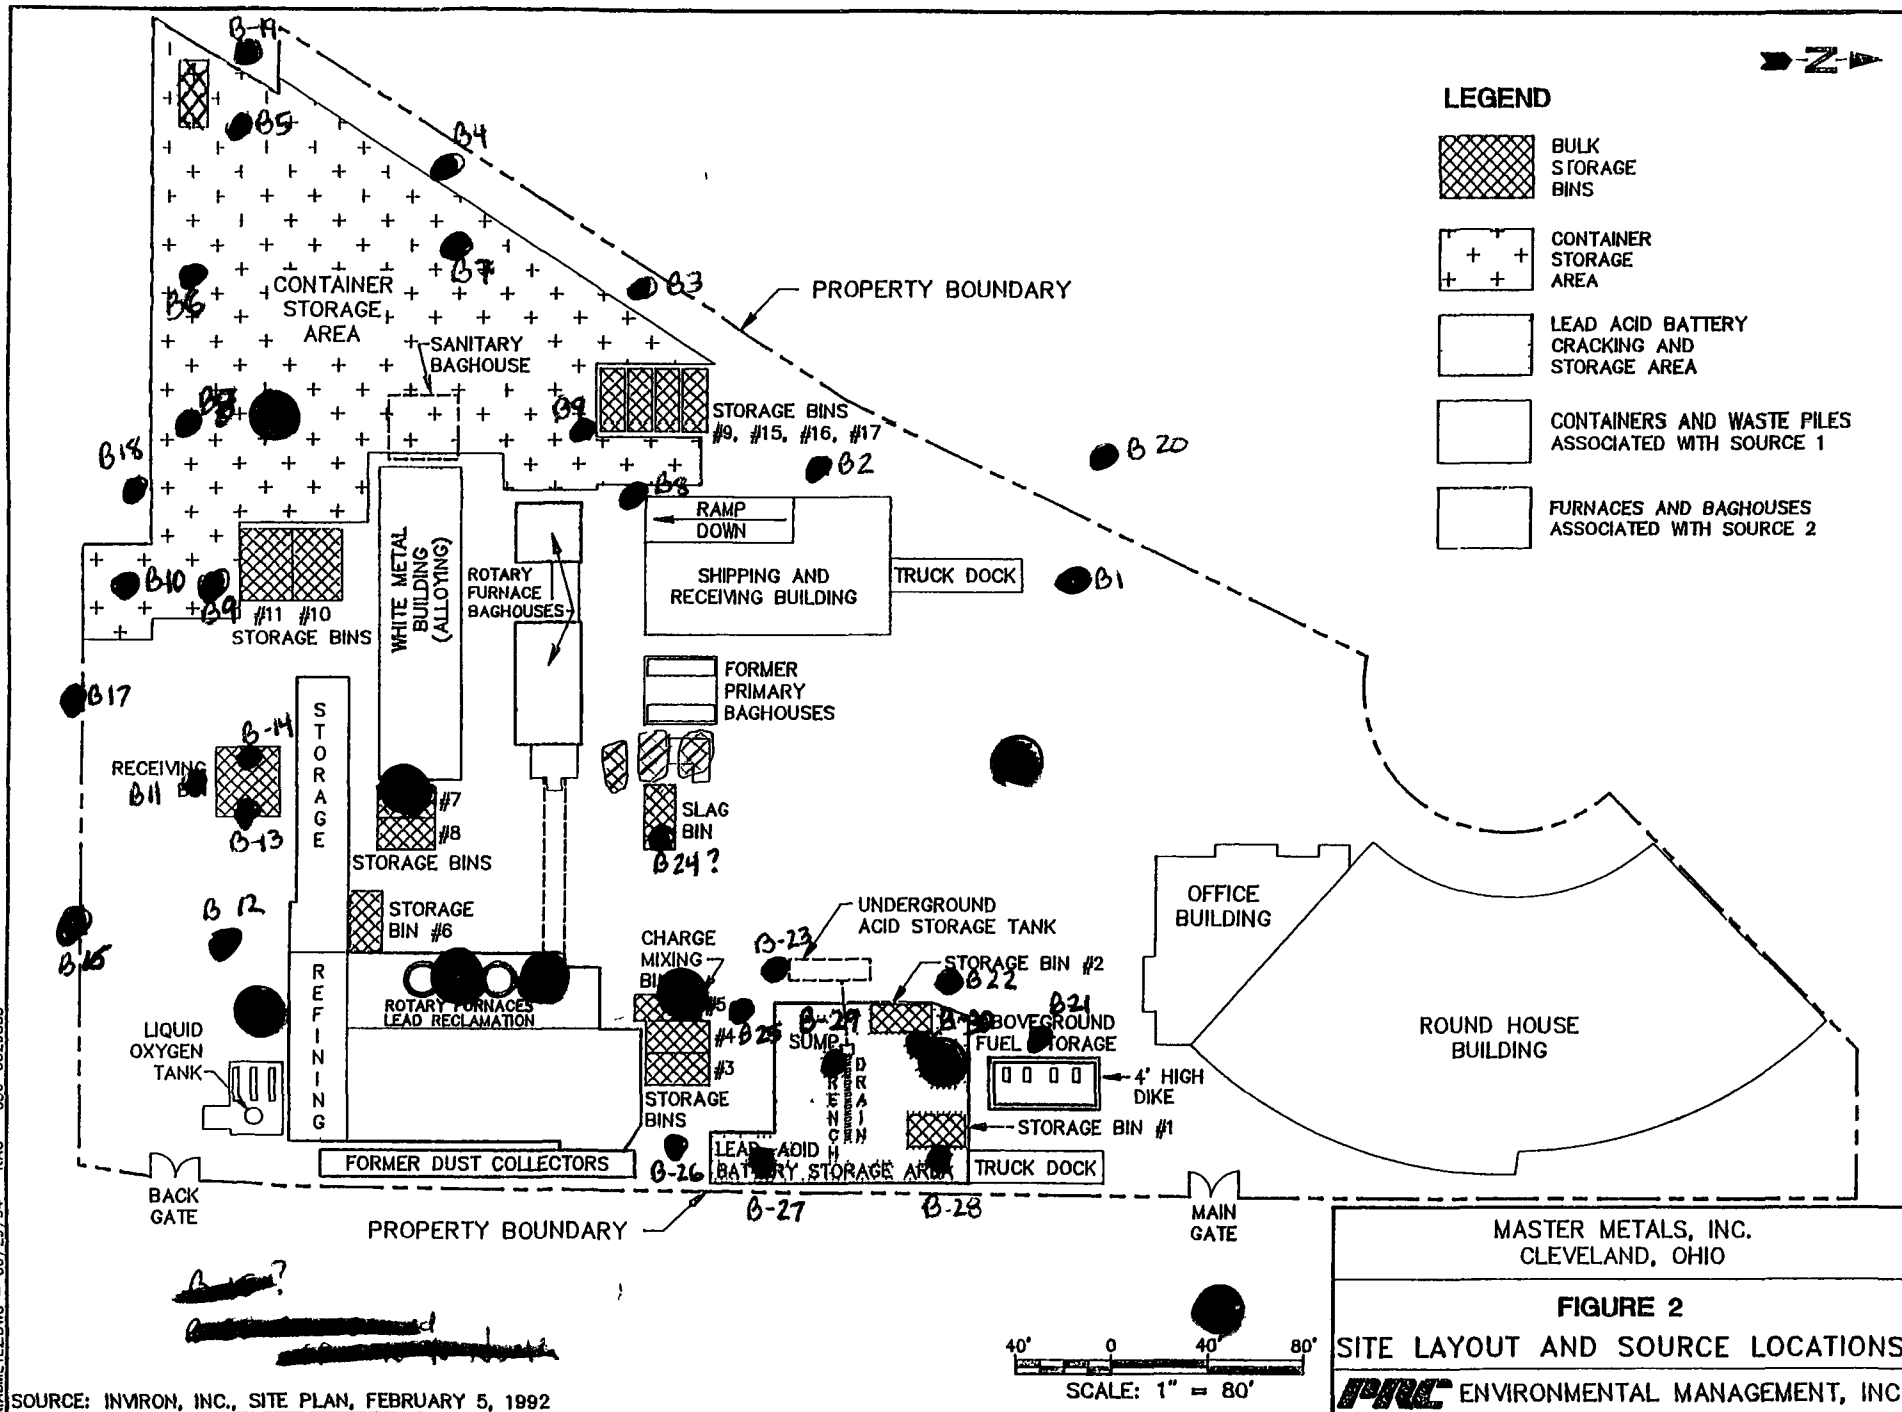 B-19
N
LEGEND
BULK
STORAGE
BINS
CONTAINER
STORAGE
AREA
LEAD ACID BATTERY
CRACKING AND
STORAGE AREA
CONTAINERS AND WASTE PILES
ASSOCIATED WITH SOURCE 1
FURNACES AND BAGHOUSES
ASSOCIATED WITH SOURCE 2
B5
B4
B7
B6
CONTAINER
STORAGE
AREA
B3
PROPERTY BOUNDARY
SANITARY
BAGHOUSE
B9
STORAGE BINS
#9, #15, #16, #17
B18
B2
B 20
B8
RAMP
DOWN
WHITE METAL
BUILDING
(ALLOYING)
ROTARY
FURNACE
BAGHOUSES
SHIPPING AND
RECEIVING BUILDING
TRUCK DOCK
B1
B10
B9
#11 #10
STORAGE BINS
FORMER
PRIMARY
BAGHOUSES
B17
B-14
STORAGE
RECEIVING
B11
B-13
#7
#8
STORAGE BINS
SLAG
BIN
B24?
B 12
STORAGE
BIN #6
B 15
UNDERGROUND
ACID STORAGE TANK
CHARGE
MIXING
B-23
STORAGE BIN #2
B22
B21
OFFICE
BUILDING
ROUND HOUSE
BUILDING
REFINING
ROTARY FURNACES
LEAD RECLAMATION
#5
#4
B25
#3
STORAGE
BINS
B-29
SUMP
B-30
ABOVEGROUND
FUEL STORAGE
TRENCH
DRAIN
4' HIGH
DIKE
STORAGE BIN #1
LIQUID
OXYGEN
TANK
FORMER DUST COLLECTORS
B-26
LEAD ACID
BATTERY STORAGE AREA
TRUCK DOCK
BACK
GATE
B-27
B-28
MAIN
GATE
PROPERTY BOUNDARY
?
40' 0 40' 80'
SCALE: 1" = 80'
MASTER METALS, INC.
CLEVELAND, OHIO
FIGURE 2
SITE LAYOUT AND SOURCE LOCATIONS
PRC ENVIRONMENTAL MANAGEMENT, INC
SOURCE: INVIRON, INC., SITE PLAN, FEBRUARY 5, 1992